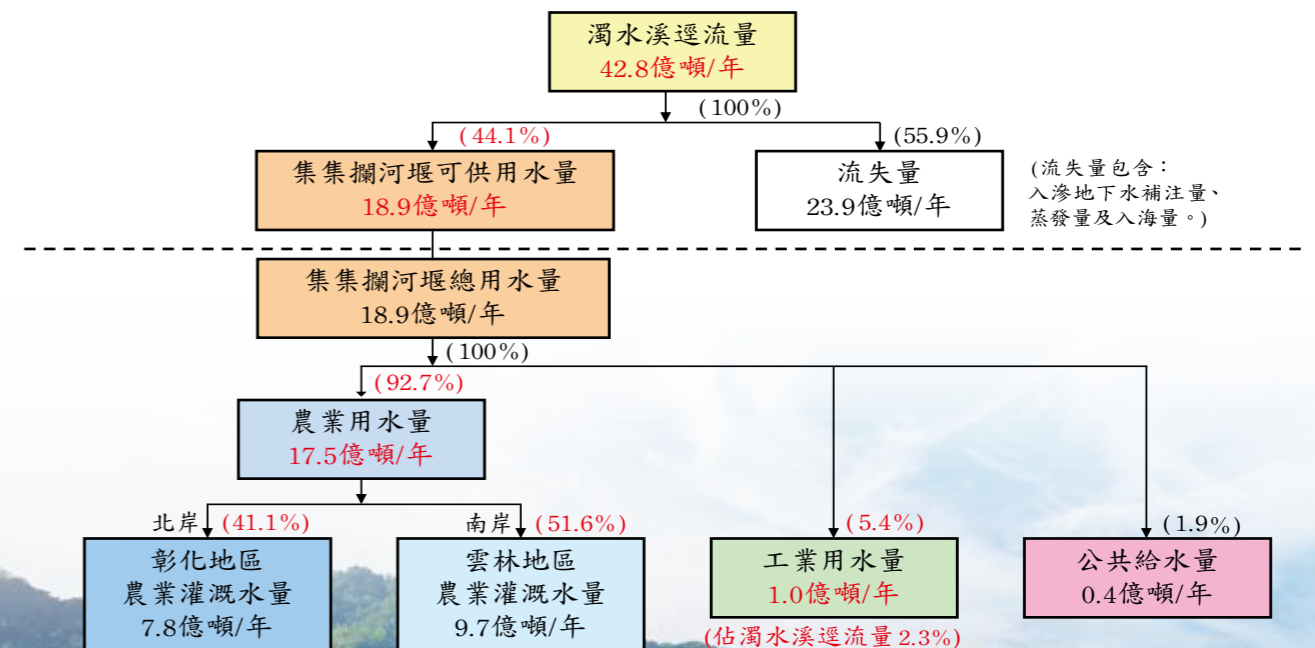 濁水溪逕流量
42.8億噸/年
(100%)
(44.1%)
(55.9%)
集集攔河堰可供用水量
18.9億噸/年
流失量
23.9億噸/年
(流失量包含：
入滲地下水補注量、
蒸發量及入海量。)
集集攔河堰總用水量
18.9億噸/年
(100%)
(92.7%)
農業用水量
17.5億噸/年
北岸 (41.1%)
南岸 (51.6%)
(5.4%)
(1.9%)
彰化地區
農業灌溉水量
7.8億噸/年
雲林地區
農業灌溉水量
9.7億噸/年
工業用水量
1.0億噸/年
(佔濁水溪逕流量 2.3%)
公共給水量
0.4億噸/年